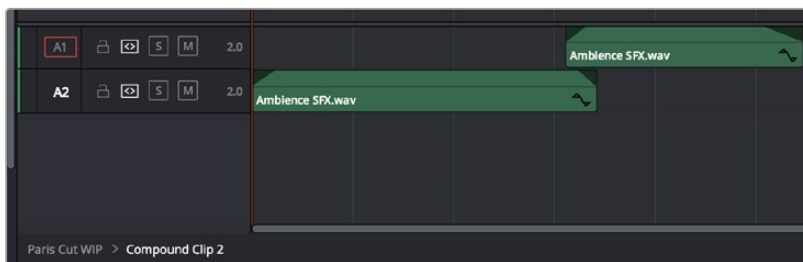 A1 S M 2.0
Ambience SFX.wav
A2 S M 2.0
Ambience SFX.wav
Paris Cut WIP > Compound Clip 2